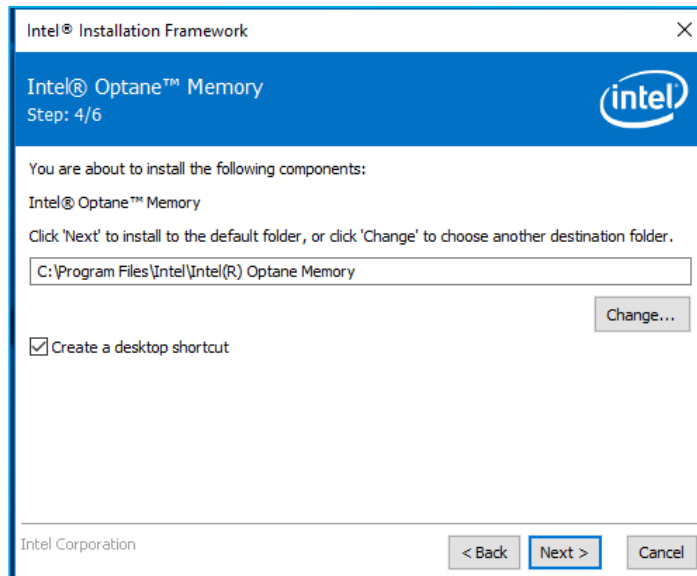 Intel® Installation Framework
Intel® Optane™ Memory
Step: 4/6
intel
You are about to install the following components:
Intel® Optane™ Memory
Click 'Next' to install to the default folder, or click 'Change' to choose another destination folder.
C:\Program Files\Intel\Intel(R) Optane Memory
Change...
Create a desktop shortcut
Intel Corporation
< Back
Next >
Cancel